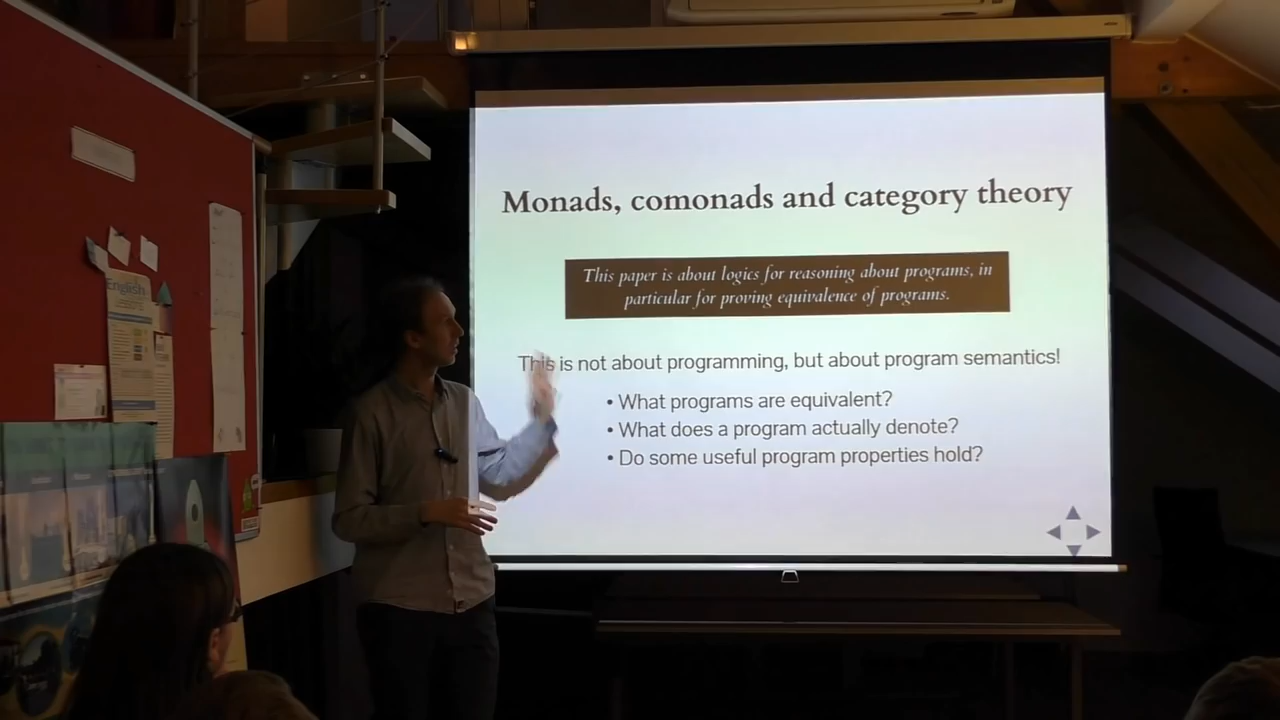 Monads, comonads and category theory
This paper is about logics for reasoning about programs, in
particular for proving equivalence of programs.
This is not about programming, but about program semantics!
• What programs are equivalent?
• What does a program actually denote?
• Do some useful program properties hold?
English